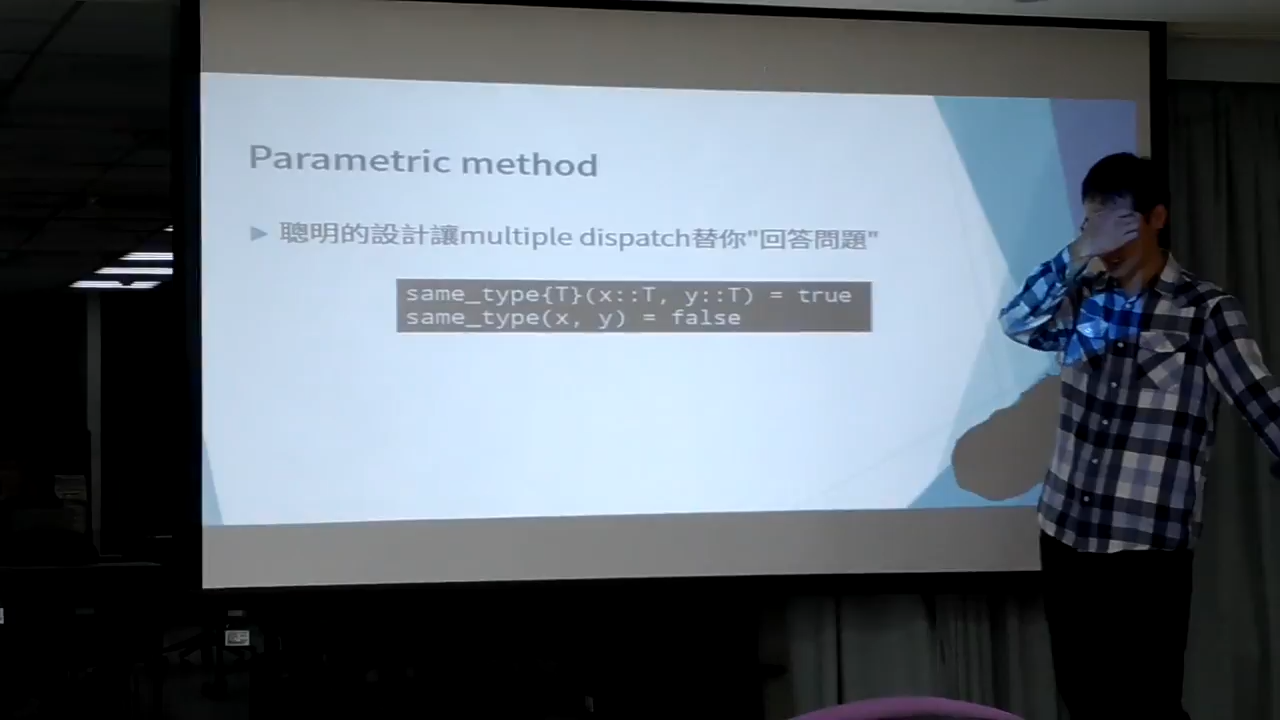 Parametric method
聰明的設計讓multiple dispatch替你"回答問題"
same_type{T}(x::T, y::T) = true
same_type(x, y) = false